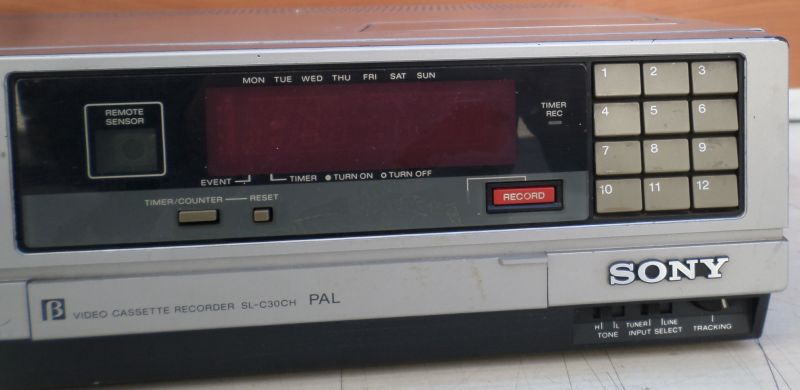 MON TUE WED THU FRI SAT SUN
REMOTE
SENSOR
TIMER
REC
1 2 3
4 5 6
7 8 9
10 11 12
EVENT TIMER TURN ON TURN OFF
TIMER/COUNTER RESET
RECORD
SONY
β VIDEO CASSETTE RECORDER SL-C30CH PAL
H L TUNER LINE
TONE INPUT SELECT TRACKING